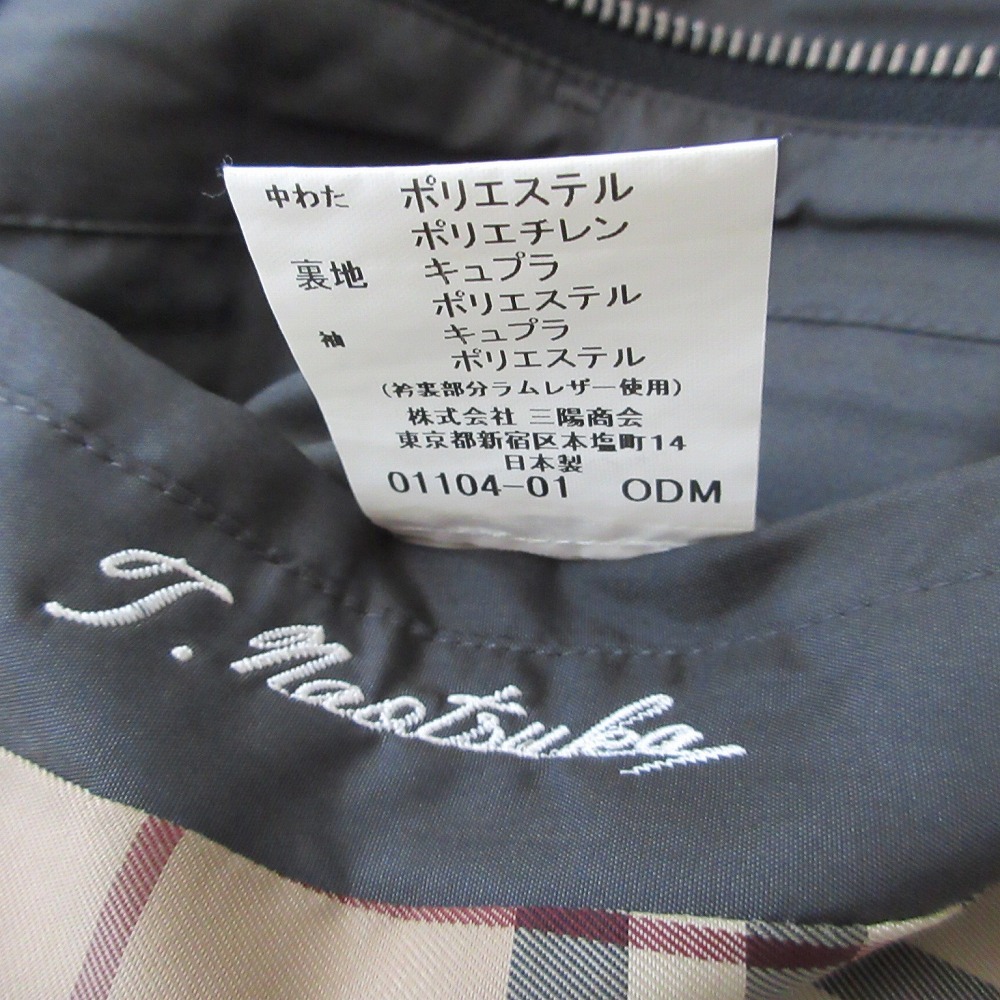 中わた ポリエステル
ポリエチレン
裏地 キュプラ
ポリエステル
袖 キュプラ
ポリエステル
(衿裏部分ラムレザー使用)
株式会社 三陽商会
東京都新宿区本塩町14
日本製
01104-01 ODM
T. Naotsuka